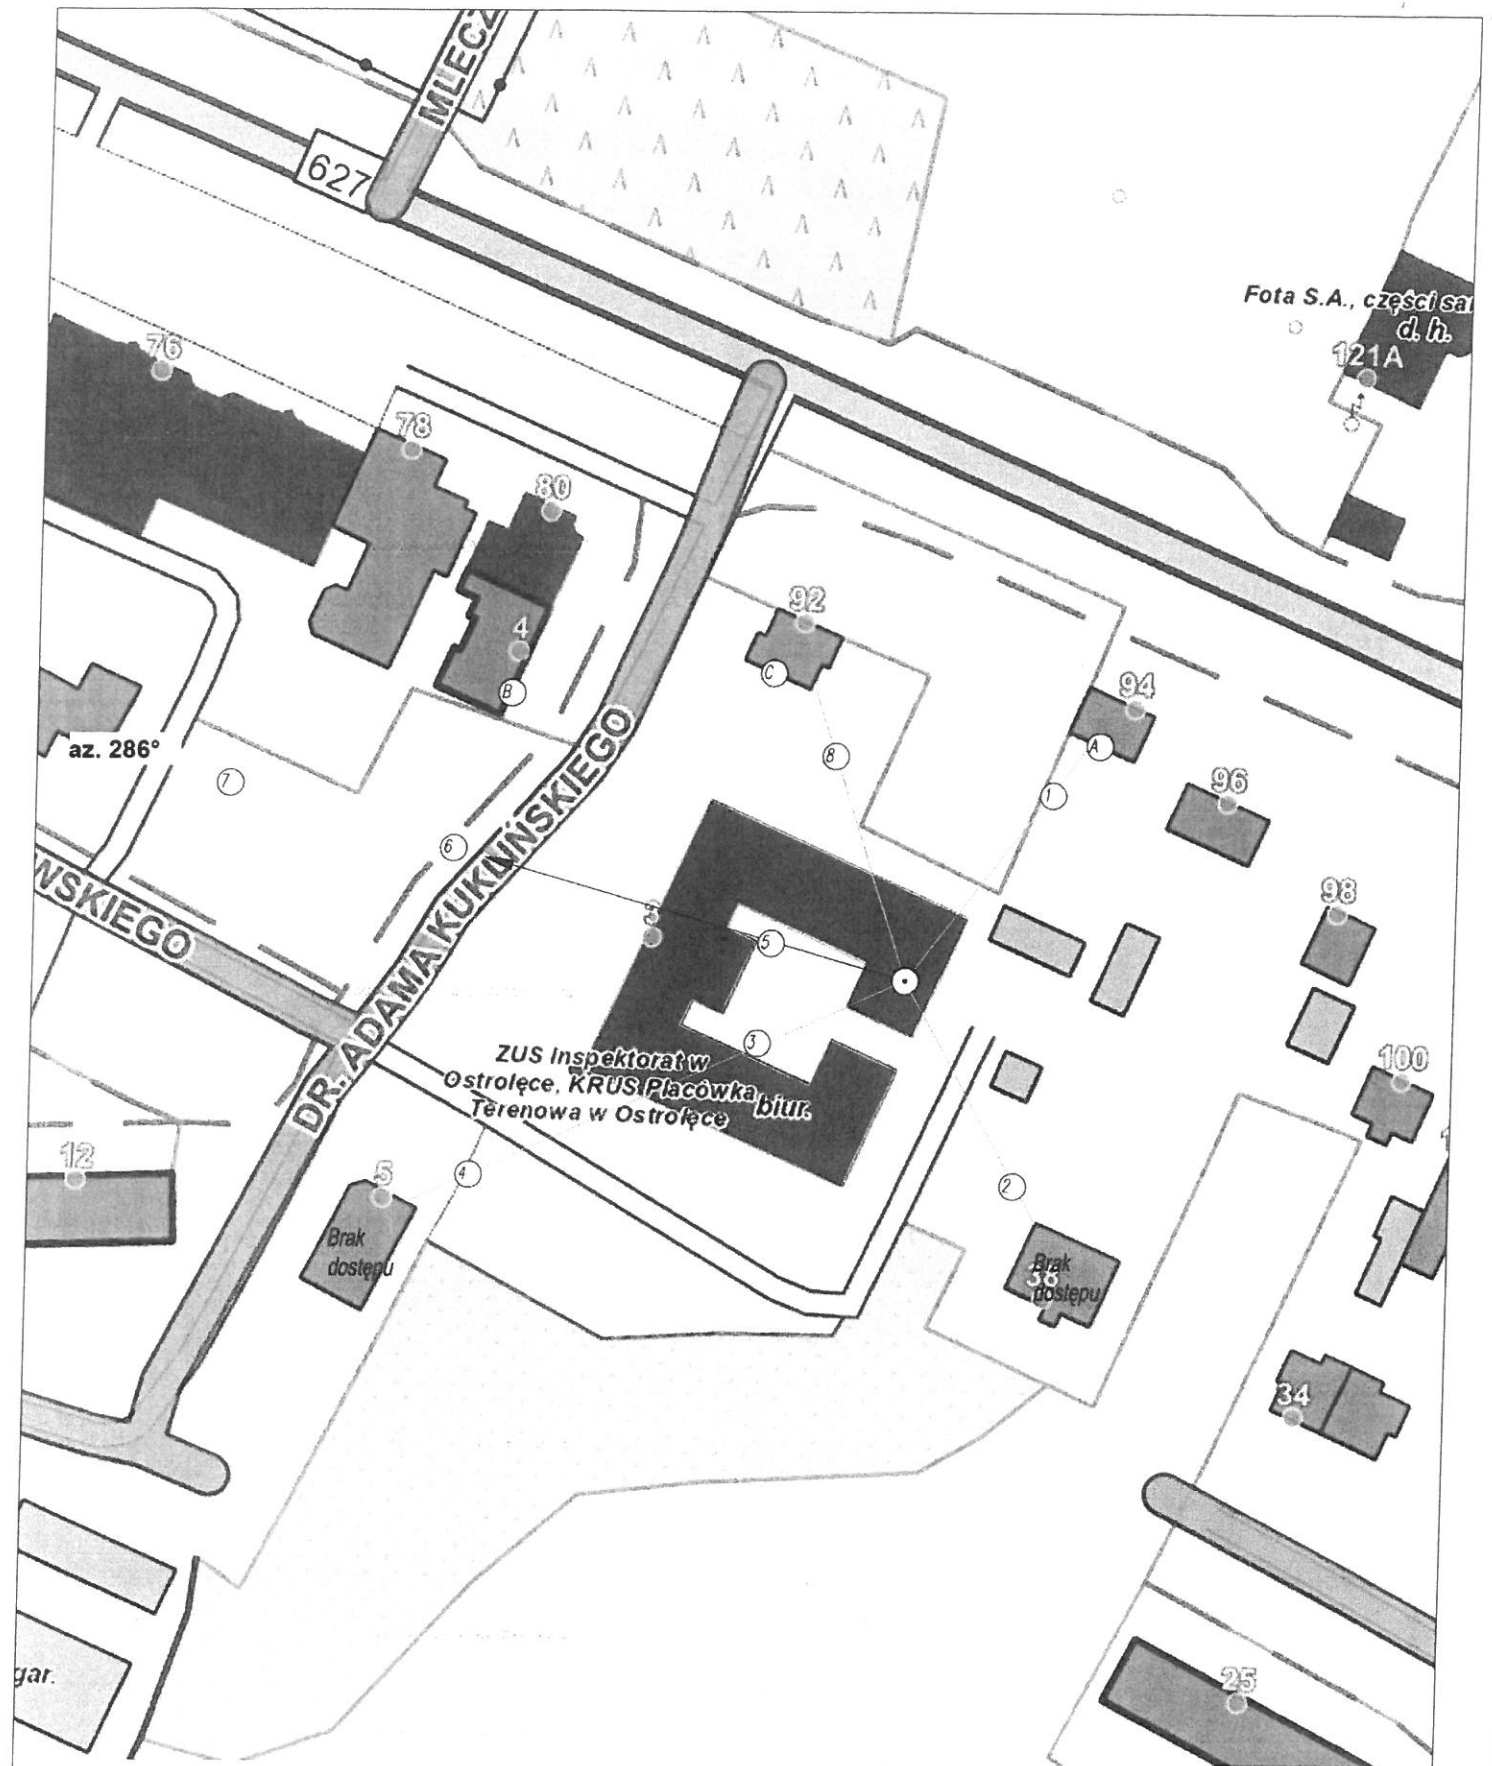 MLECZ
627
Fota S.A., części sa
d. h.
121A
76
78
80
92
4
C
B
94
A
az. 286°
7
8
1
96
6
WSKIEGO
DR. ADAMA KUKLIŃSKIEGO
98
3
5
3
ZUS Inspektorat w
Ostrołęce, KRUS Placówka
Terenowa w Ostrołęce
biur.
100
12
5
4
2
Brak
dostępu
Brak
38
dostępu
34
gar.
25